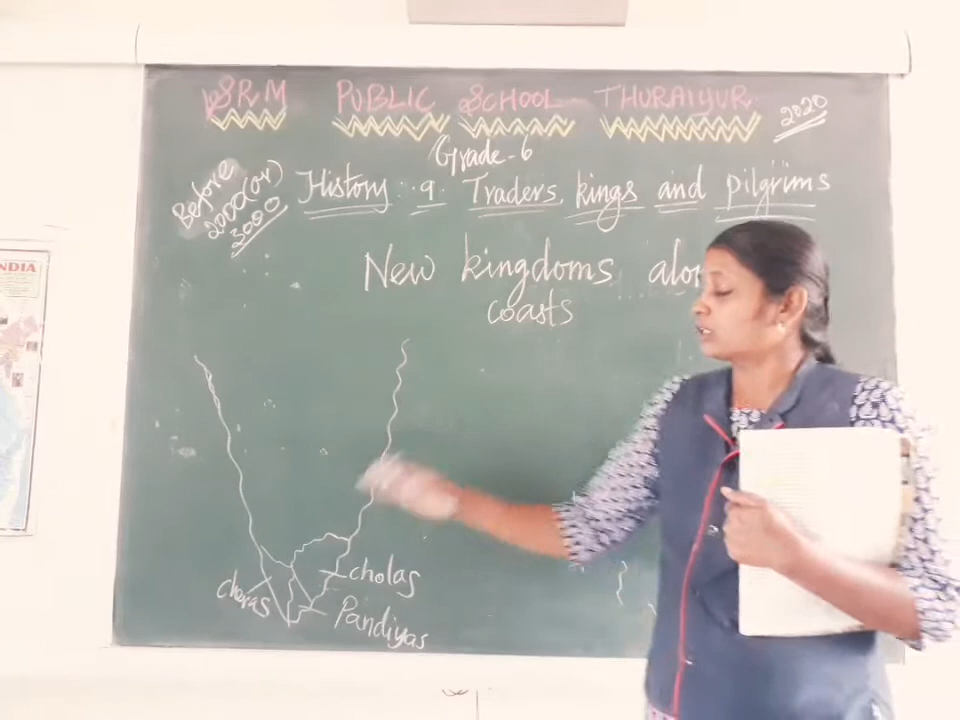 SRM PUBLIC SCHOOL THURAIYUR
2020
Grade-6
Before
2000 (or)
3000
History : 9 Traders, kings and pilgrims
New kingdoms
coasts
cholas
cheras
Pandiyas
INDIA